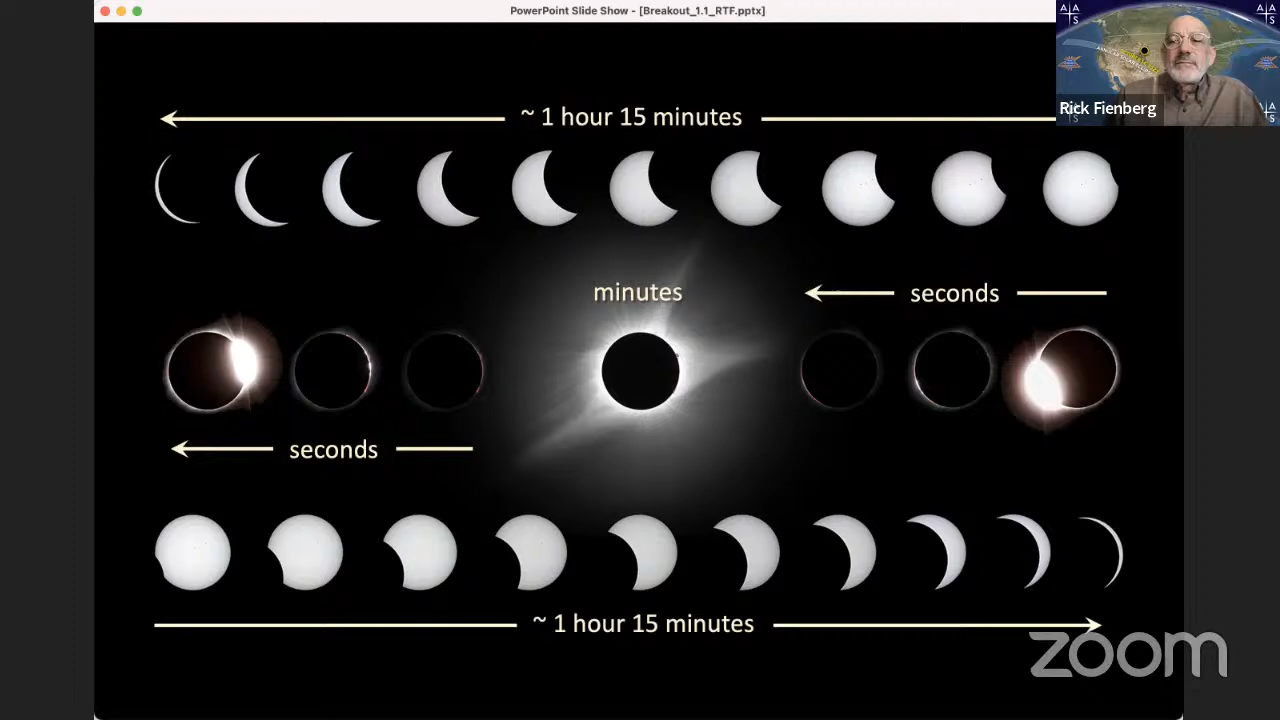 PowerPoint Slide Show - [Breakout_1.1_RTF.pptx]
Rick Fienberg
A A
S
A A
S
~ 1 hour 15 minutes
minutes
seconds
seconds
~ 1 hour 15 minutes
zoom